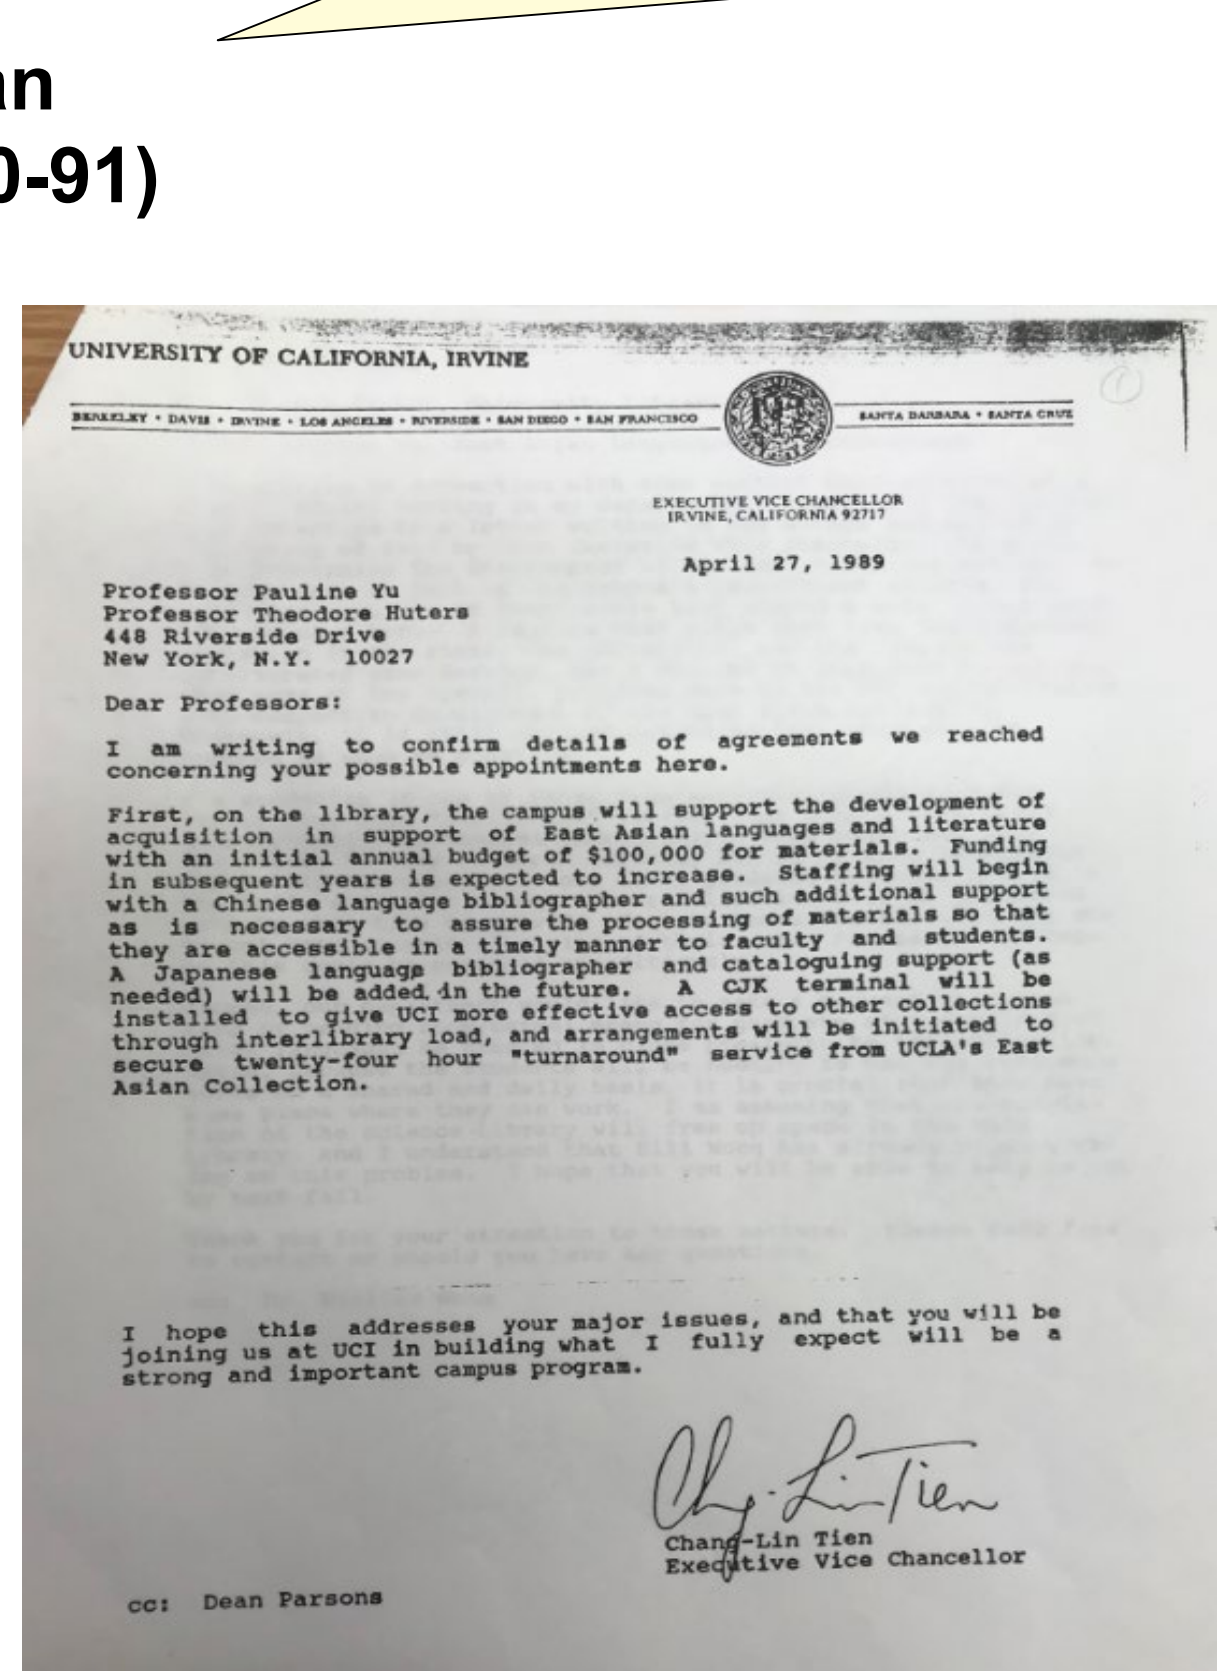 an
0-91)
UNIVERSITY OF CALIFORNIA, IRVINE
BERKELEY • DAVIS • IRVINE • LOS ANGELES • RIVERSIDE • SAN DIEGO • SAN FRANCISCO
SANTA BARBARA • SANTA CRUZ
EXECUTIVE VICE CHANCELLOR
IRVINE, CALIFORNIA 92717
April 27, 1989
Professor Pauline Yu
Professor Theodore Huters
448 Riverside Drive
New York, N.Y. 10027
Dear Professors:
I am writing to confirm details of agreements we reached
concerning your possible appointments here.
First, on the library, the campus will support the development of
acquisition in support of East Asian languages and literature
with an initial annual budget of $100,000 for materials. Funding
in subsequent years is expected to increase. Staffing will begin
with a Chinese language bibliographer and such additional support
as is necessary to assure the processing of materials so that
they are accessible in a timely manner to faculty and students.
A Japanese language bibliographer and cataloguing support (as
needed) will be added in the future. A CJK terminal will be
installed to give UCI more effective access to other collections
through interlibrary load, and arrangements will be initiated to
secure twenty-four hour "turnaround" service from UCLA's East
Asian Collection.
I hope this addresses your major issues, and that you will be
joining us at UCI in building what I fully expect will be a
strong and important campus program.
Chang-Lin Tien
Chang-Lin Tien
Executive Vice Chancellor
cc: Dean Parsons